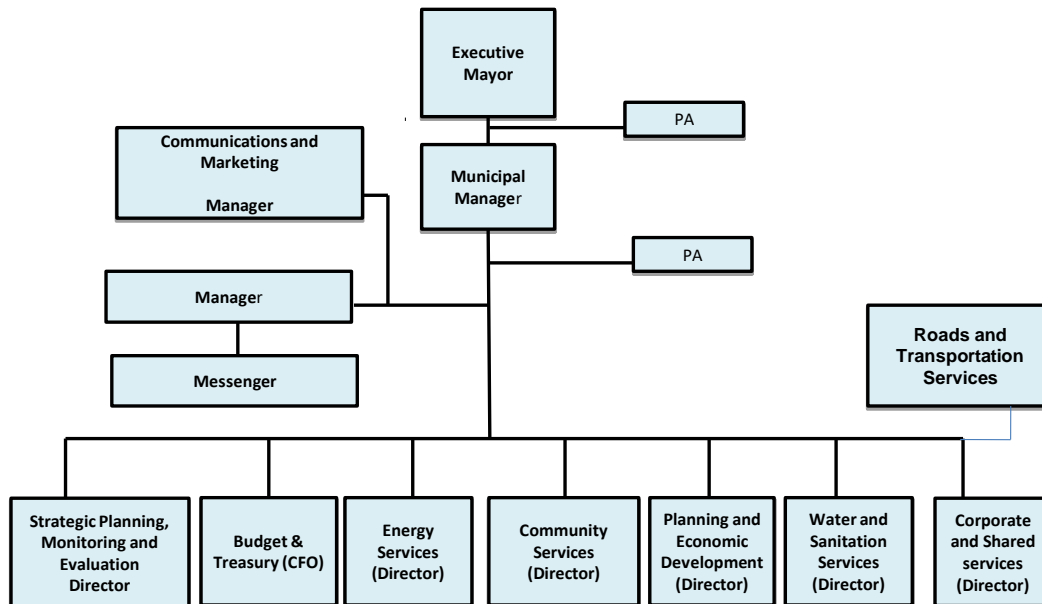 Executive
Mayor
PA
Communications and
Marketing
Manager
Municipal
Manager
PA
Manager
Messenger
Roads and
Transportation
Services
Strategic Planning,
Monitoring and
Evaluation
Director
Budget &
Treasury (CFO)
Energy
Services
(Director)
Community
Services (Director)
Planning and
Economic
Development
(Director)
Water and
Sanitation
Services
(Director)
Corporate
and Shared
services
(Director)